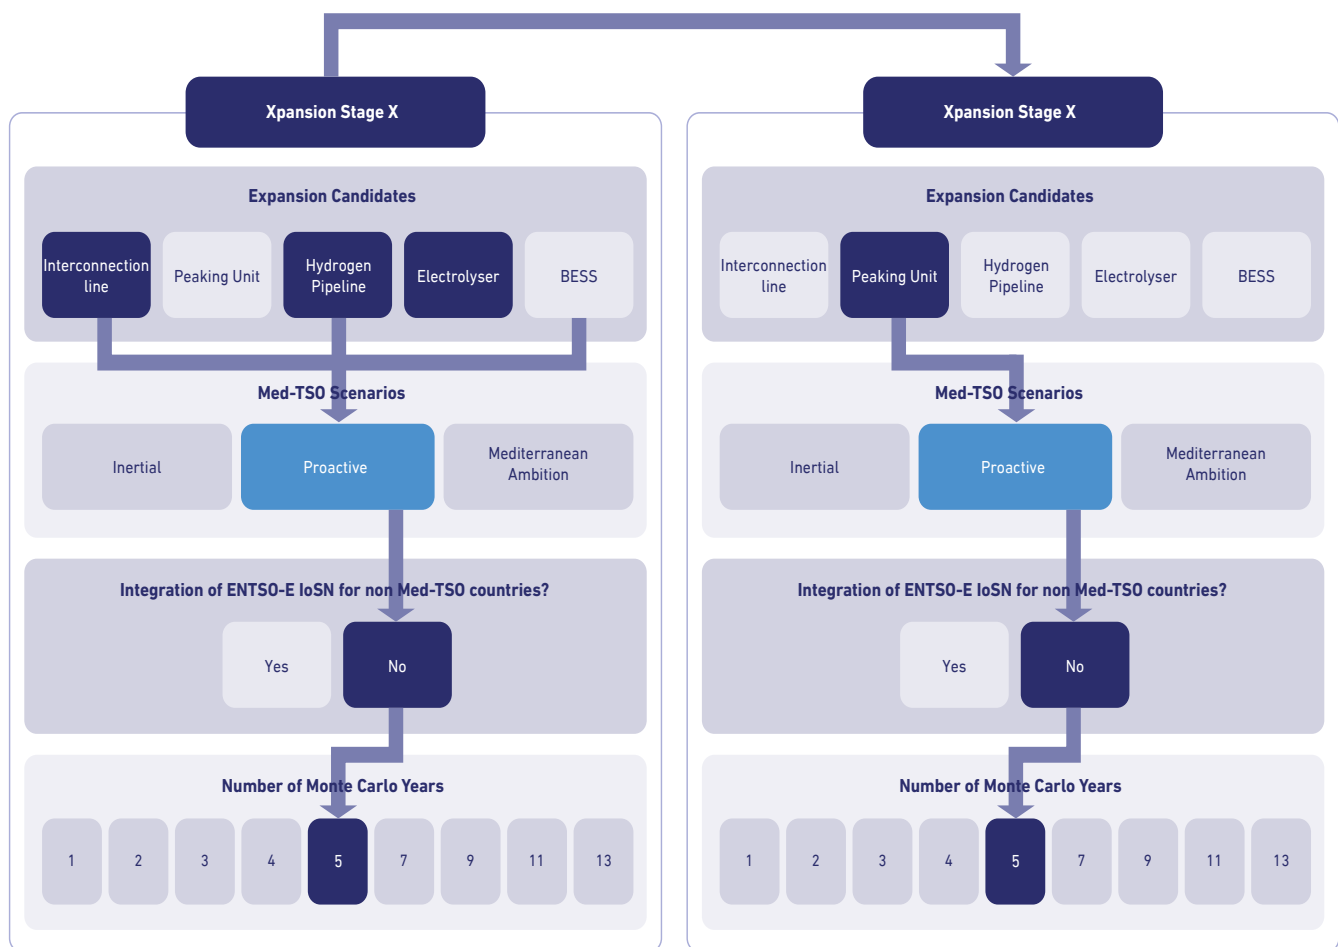 Xpansion Stage X
Expansion Candidates
Interconnection
line
Peaking Unit
Hydrogen
Pipeline
Electrolyser
BESS
Med-TSO Scenarios
Inertial
Proactive
Mediterranean
Ambition
Integration of ENTSO-E IoSN for non Med-TSO countries?
Yes
No
Number of Monte Carlo Years
1
2
3
4
5
7
9
11
13
Xpansion Stage X
Expansion Candidates
Interconnection
line
Peaking Unit
Hydrogen
Pipeline
Electrolyser
BESS
Med-TSO Scenarios
Inertial
Proactive
Mediterranean
Ambition
Integration of ENTSO-E IoSN for non Med-TSO countries?
Yes
No
Number of Monte Carlo Years
1
2
3
4
5
7
9
11
13